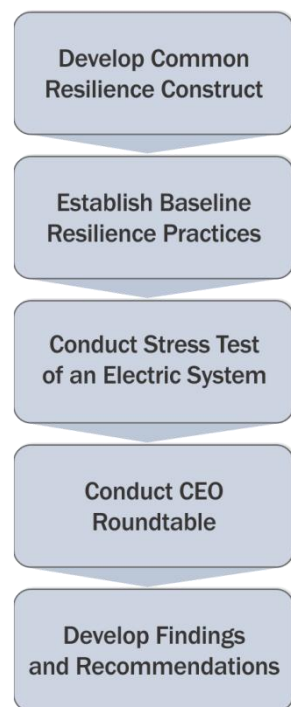 Develop Common
Resilience Construct
Establish Baseline
Resilience Practices
Conduct Stress Test
of an Electric System
Conduct CEO
Roundtable
Develop Findings
and Recommendations